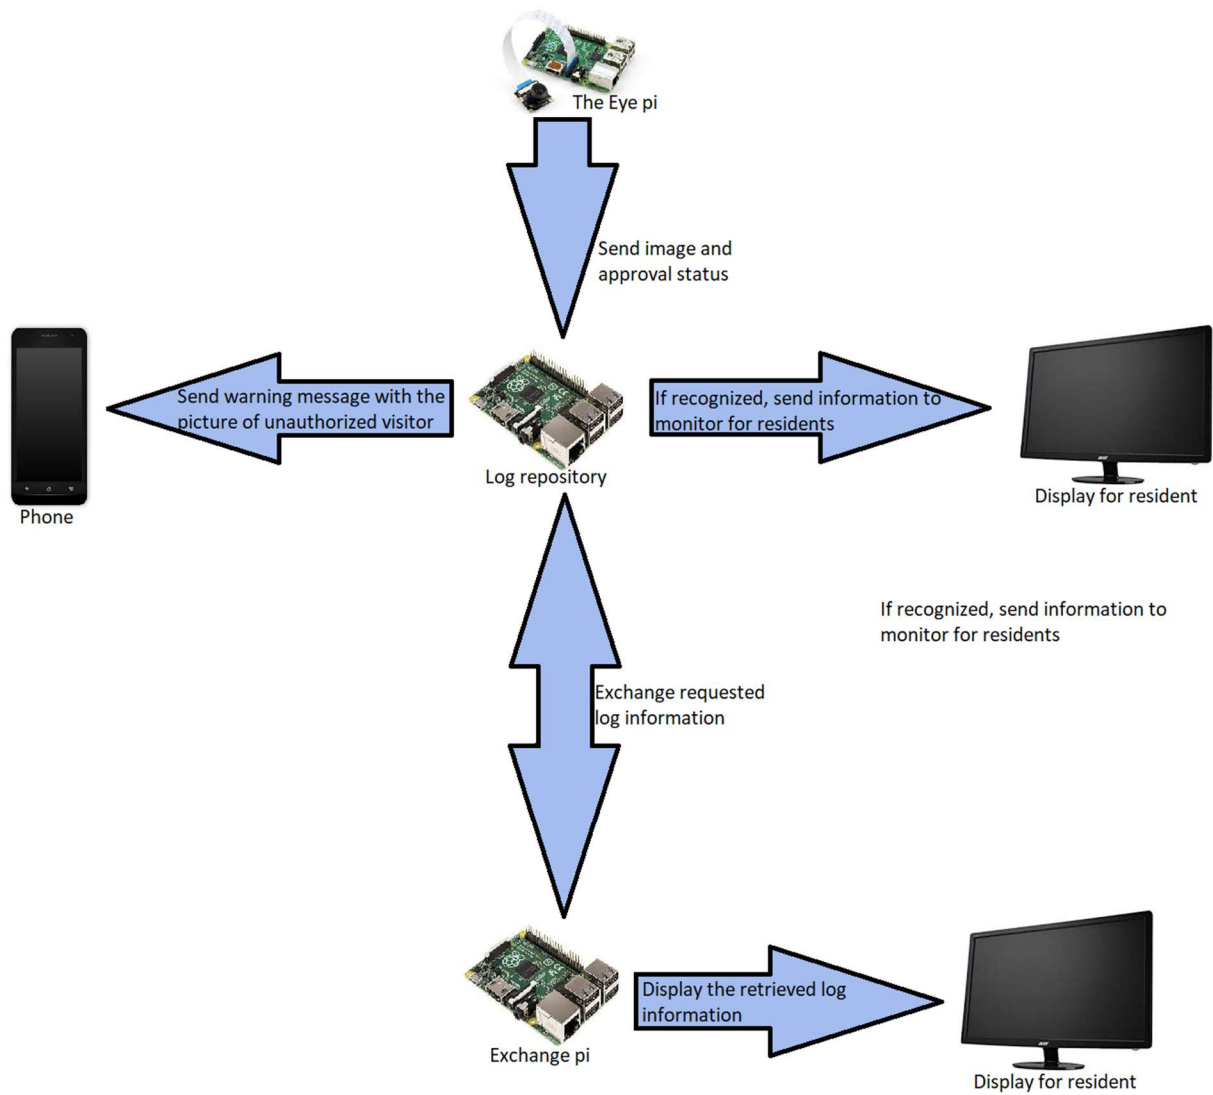 The Eye pi
Send image and
approval status
Send warning message with the
picture of unauthorized visitor
If recognized, send information to
monitor for residents
Log repository
Display for resident
Phone
If recognized, send information to
monitor for residents
Exchange requested
log information
Display the retrieved log
information
Exchange pi
Display for resident